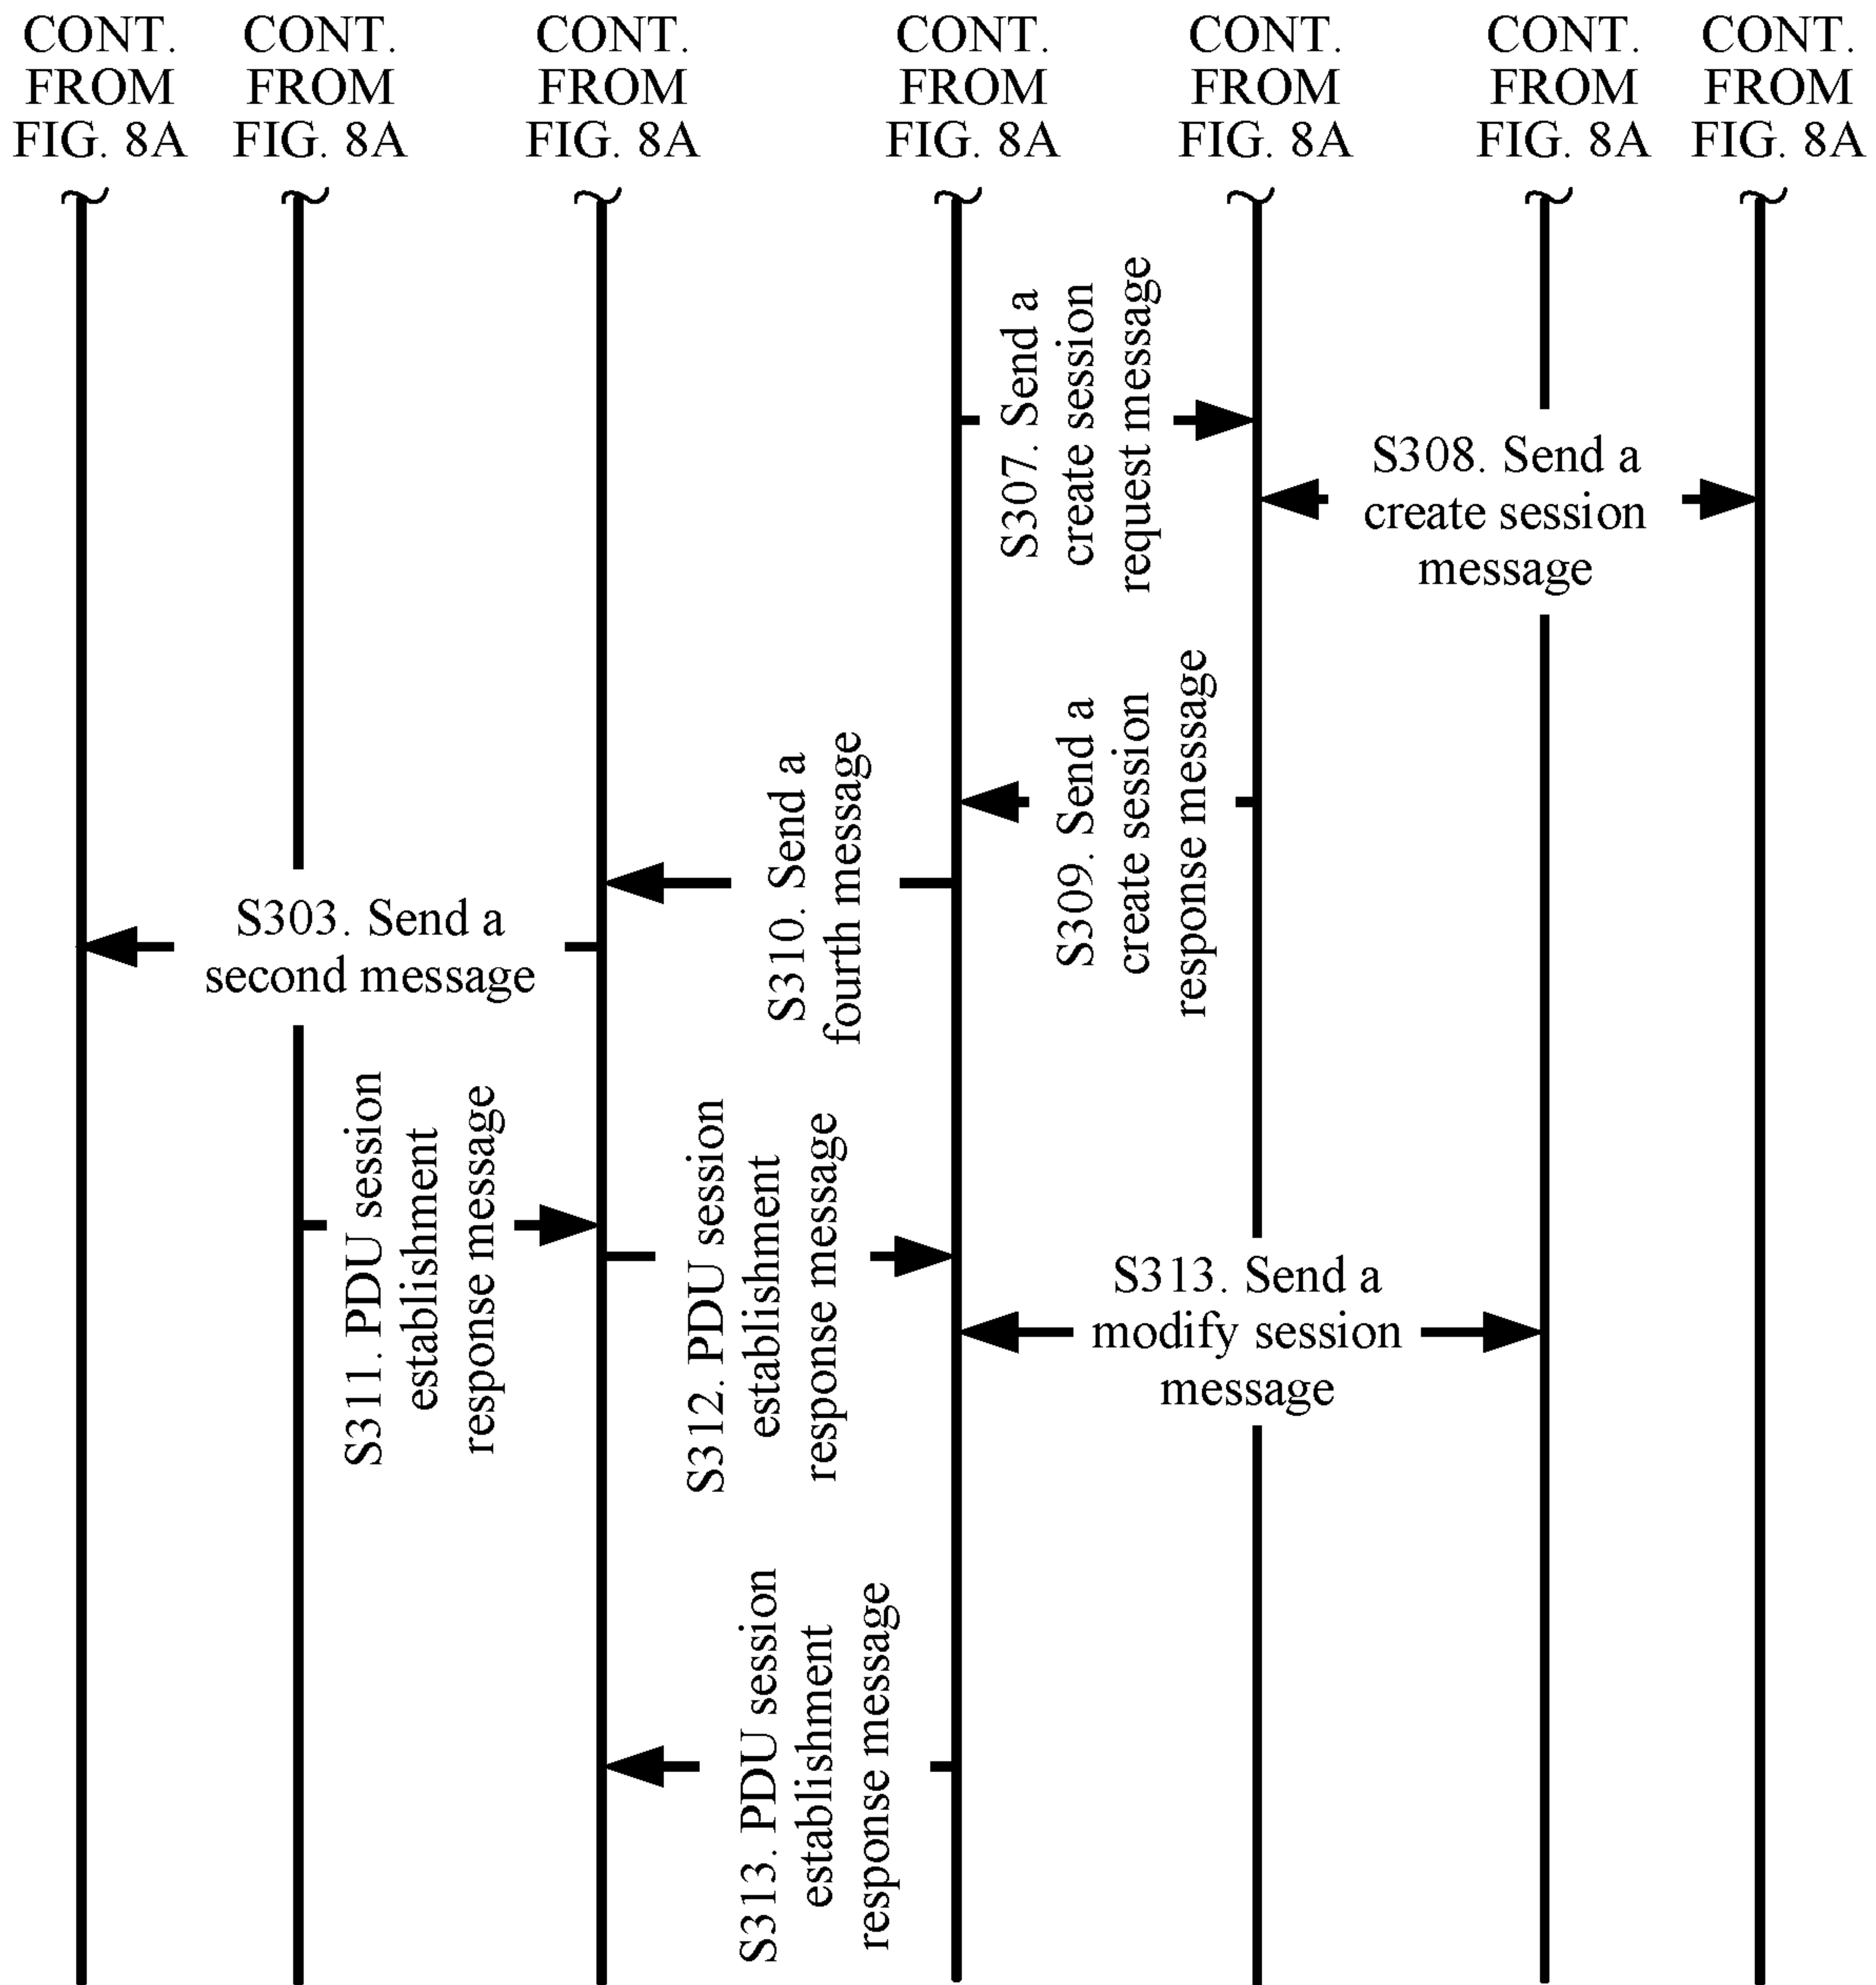 CONT.
FROM
FIG. 8A
CONT.
FROM
FIG. 8A
CONT.
FROM
FIG. 8A
CONT.
FROM
FIG. 8A
CONT.
FROM
FIG. 8A
CONT.
FROM
FIG. 8A
CONT.
FROM
FIG. 8A
S307. Send a
create session
request message
S308. Send a
create session
message
S309. Send a
create session
response message
S310. Send a
fourth message
S303. Send a
second message
S311. PDU session
establishment
response message
S312. PDU session
establishment
response message
S313. Send a
modify session
message
S313. PDU session
establishment
response message